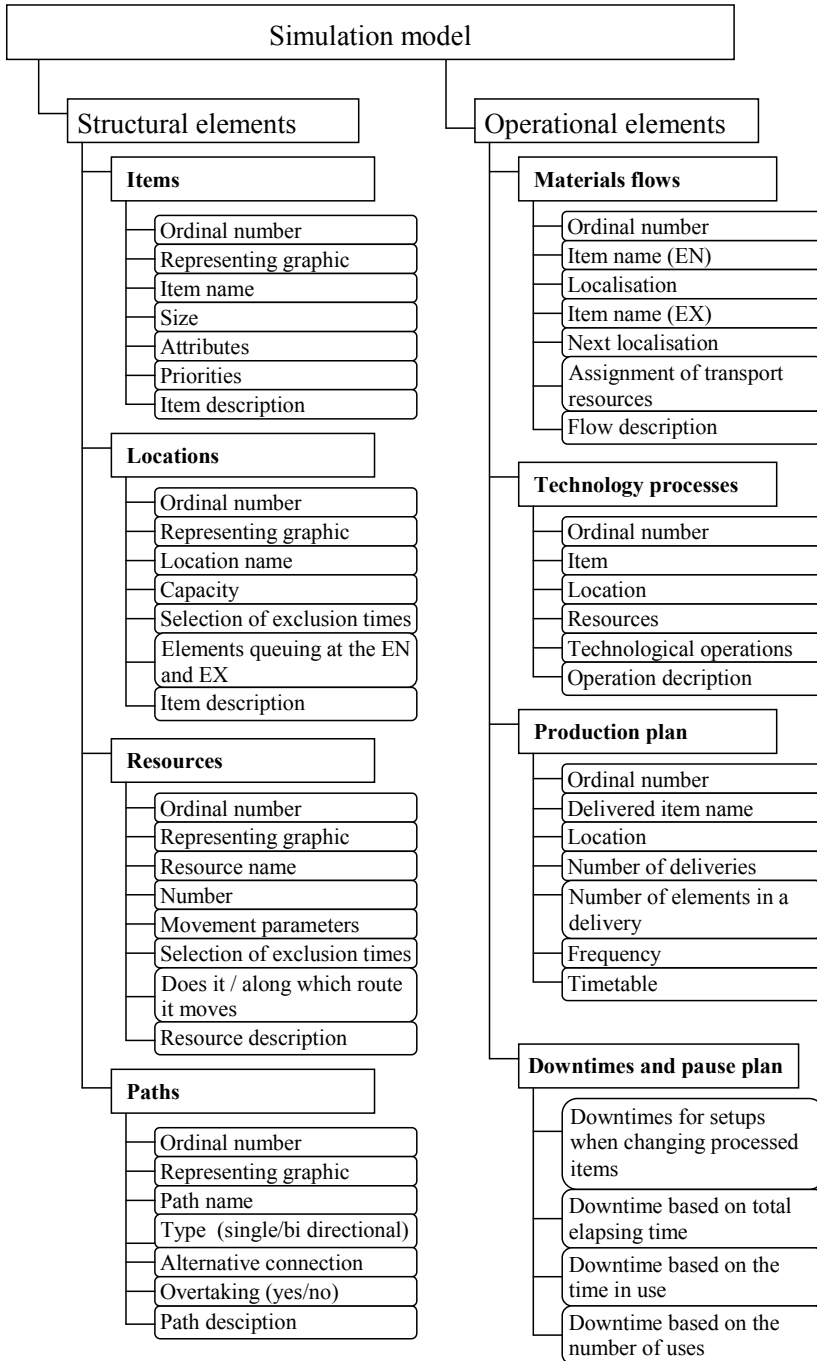 Simulation model
Structural elements
Items
Ordinal number
Representing graphic
Item name
Size
Attributes
Priorities
Item description
Locations
Ordinal number
Representing graphic
Location name
Capacity
Selection of exclusion times
Elements queuing at the EN
and EX
Item description
Resources
Ordinal number
Representing graphic
Resource name
Number
Movement parameters
Selection of exclusion times
Does it / along which route
it moves
Resource description
Paths
Ordinal number
Representing graphic
Path name
Type (single/bi directional)
Alternative connection
Overtaking (yes/no)
Path desciption
Operational elements
Materials flows
Ordinal number
Item name (EN)
Localisation
Item name (EX)
Next localisation
Assignment of transport
resources
Flow description
Technology processes
Ordinal number
Item
Location
Resources
Technological operations
Operation decription
Production plan
Ordinal number
Delivered item name
Location
Number of deliveries
Number of elements in a
delivery
Frequency
Timetable
Downtimes and pause plan
Downtimes for setups
when changing processed
items
Downtime based on total
elapsing time
Downtime based on the
time in use
Downtime based on the
number of uses